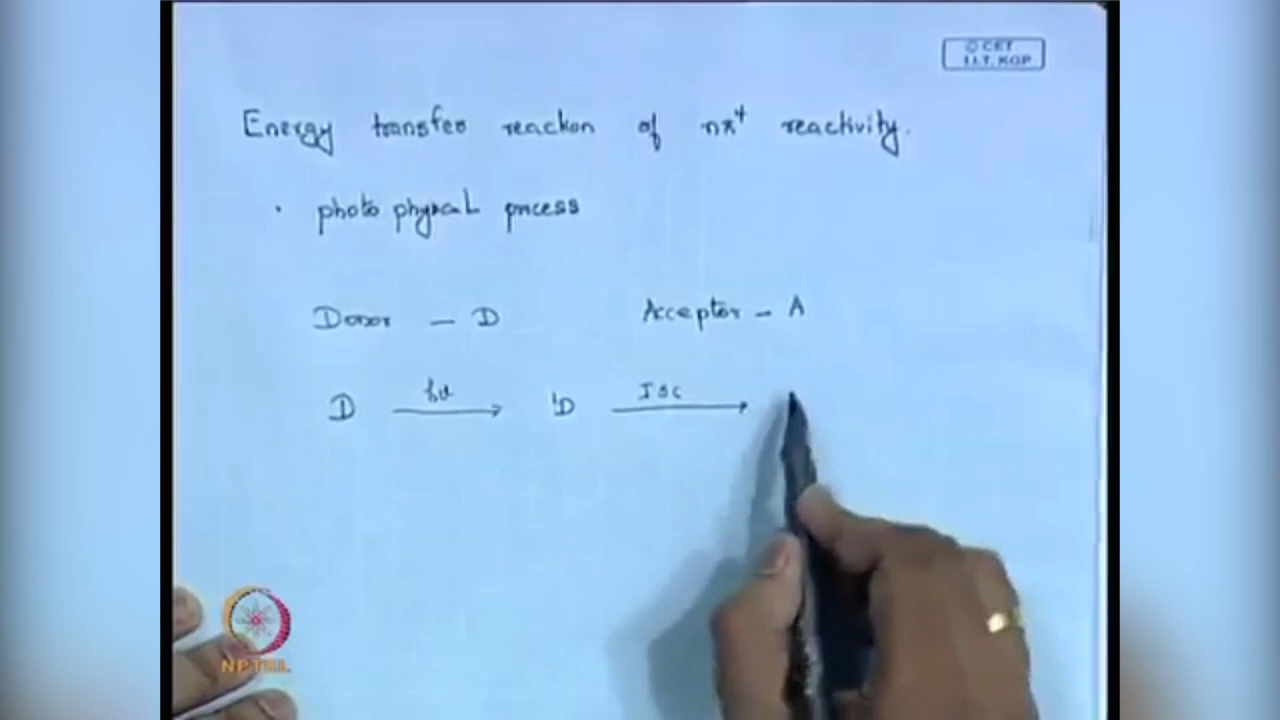 © CET
I.I.T. KGP
Energy transfer reaction of nπ* reactivity.
· photo physical process
Donor – D Acceptor – A
D hν → ¹D ISC →
NPTEL